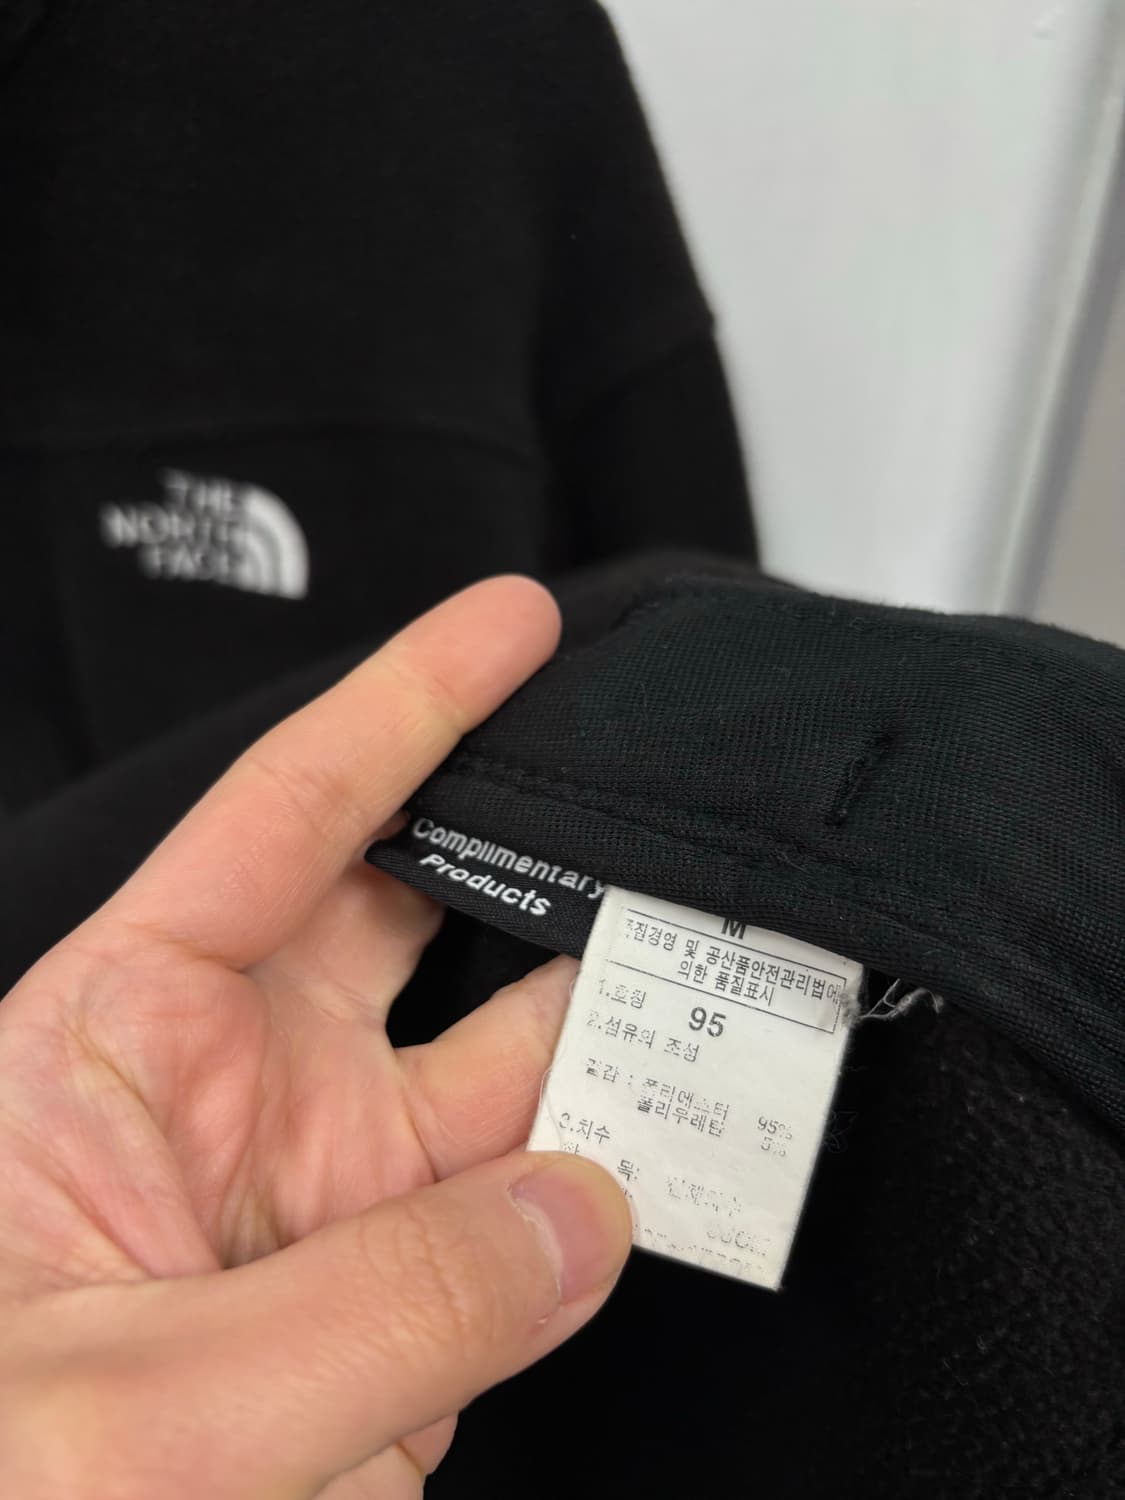 THE
NORTH
FACE
Complimentary
Products
M
품질경영 및 공산품안전관리법에
의한 품질표시
1.호칭 95
2.섬유의 조성
겉감 : 폴리에스터 95%
폴리우레탄 5%
3.치수